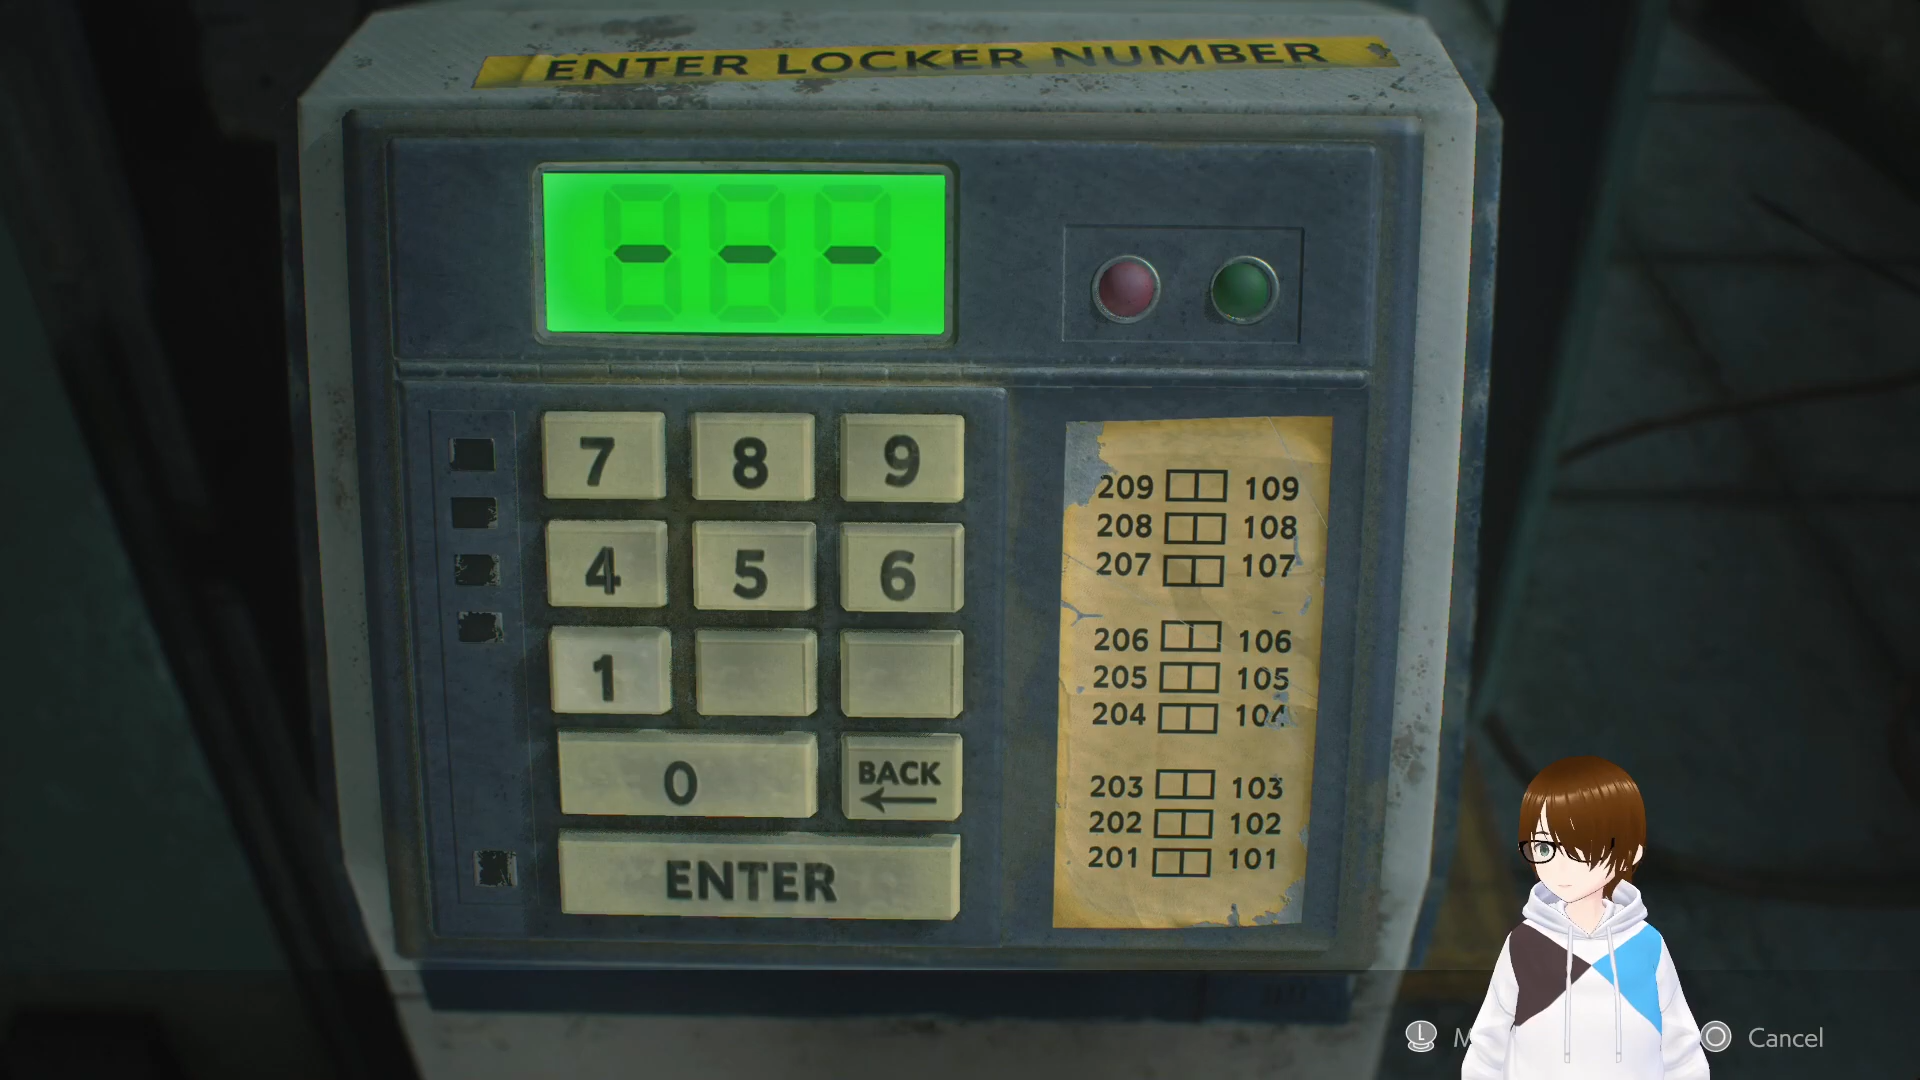 ENTER LOCKER NUMBER
- - -
7 8 9
4 5 6
1
0 BACK
ENTER
209 109
208 108
207 107
206 106
205 105
204 104
203 103
202 102
201 101
L
Cancel